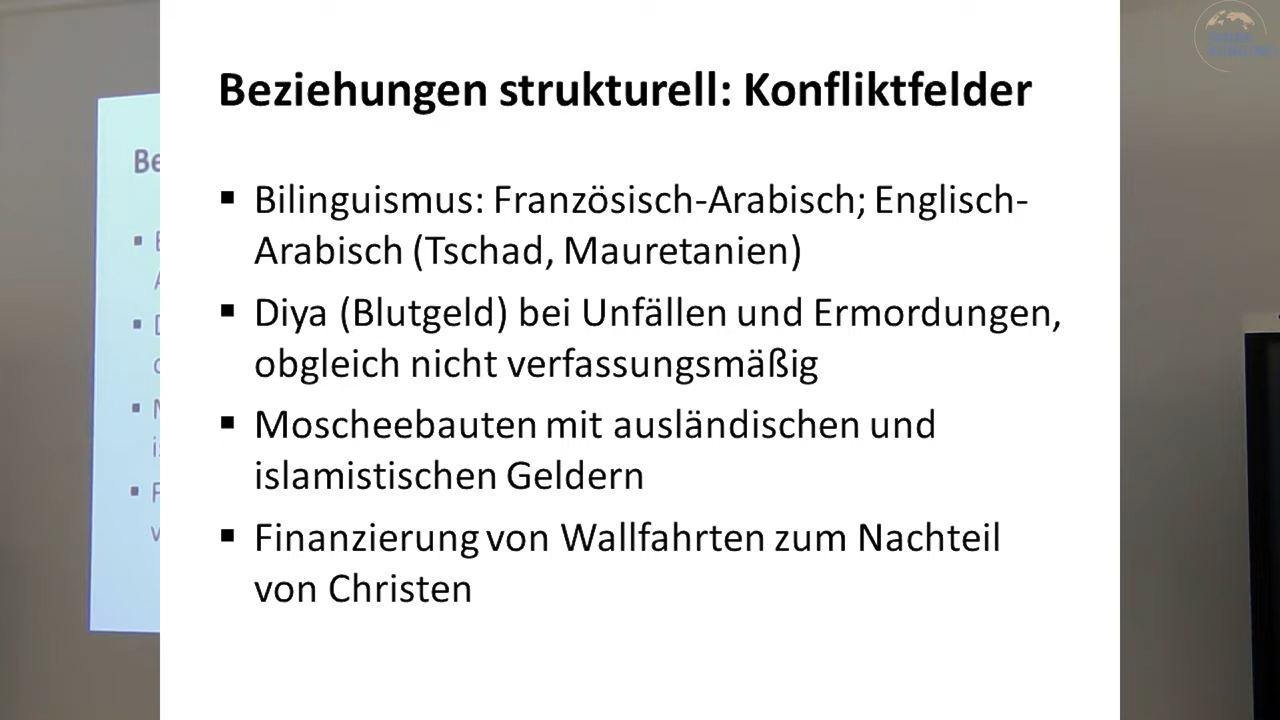 Beziehungen strukturell: Konfliktfelder
▪ Bilinguismus: Französisch-Arabisch; Englisch-
Arabisch (Tschad, Mauretanien)
▪ Diya (Blutgeld) bei Unfällen und Ermordungen,
obgleich nicht verfassungsmäßig
▪ Moscheebauten mit ausländischen und
islamistischen Geldern
▪ Finanzierung von Wallfahrten zum Nachteil
von Christen
Be